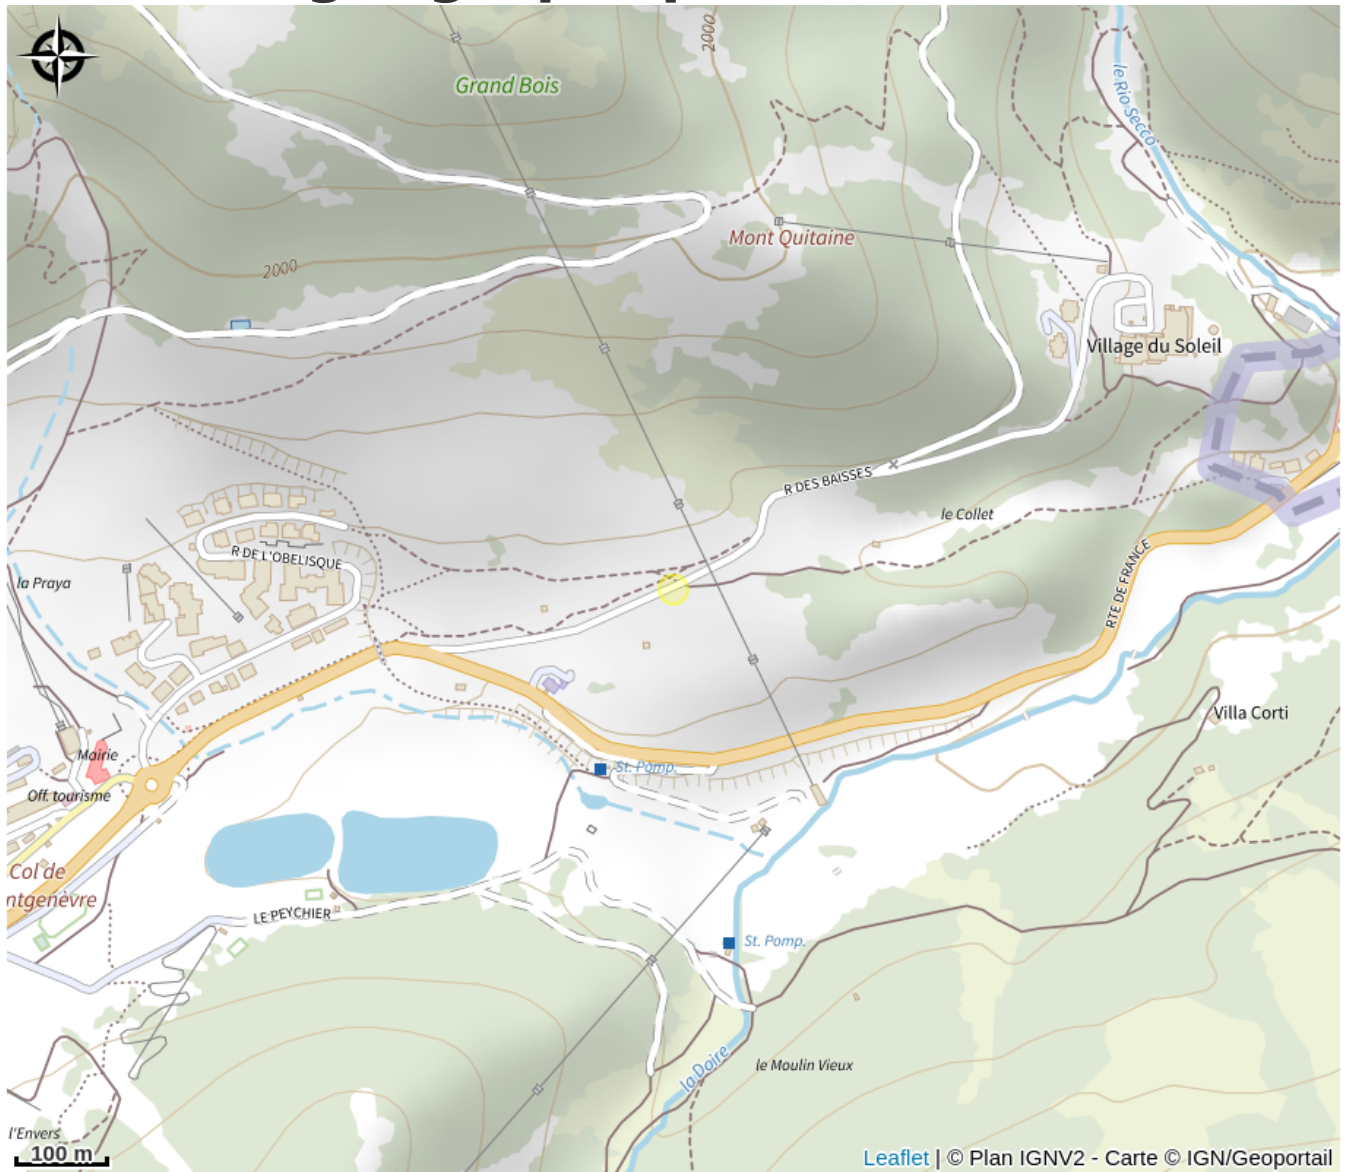 2000
le Rio Secco
Grand Bois
Mont Quitaine
2000
Village du Soleil
R DES BAISSES
le Collet
R DE L'OBELISQUE
la Praya
RTE DE FRANCE
Villa Corti
Mairie
St. Pomp.
Off. tourisme
Col de
ntgenèvre
LE PEYCHIER
St. Pomp.
la Doire
le Moulin Vieux
l'Envers
100 m
Leaflet | © Plan IGNV2 - Carte © IGN/Geoportail